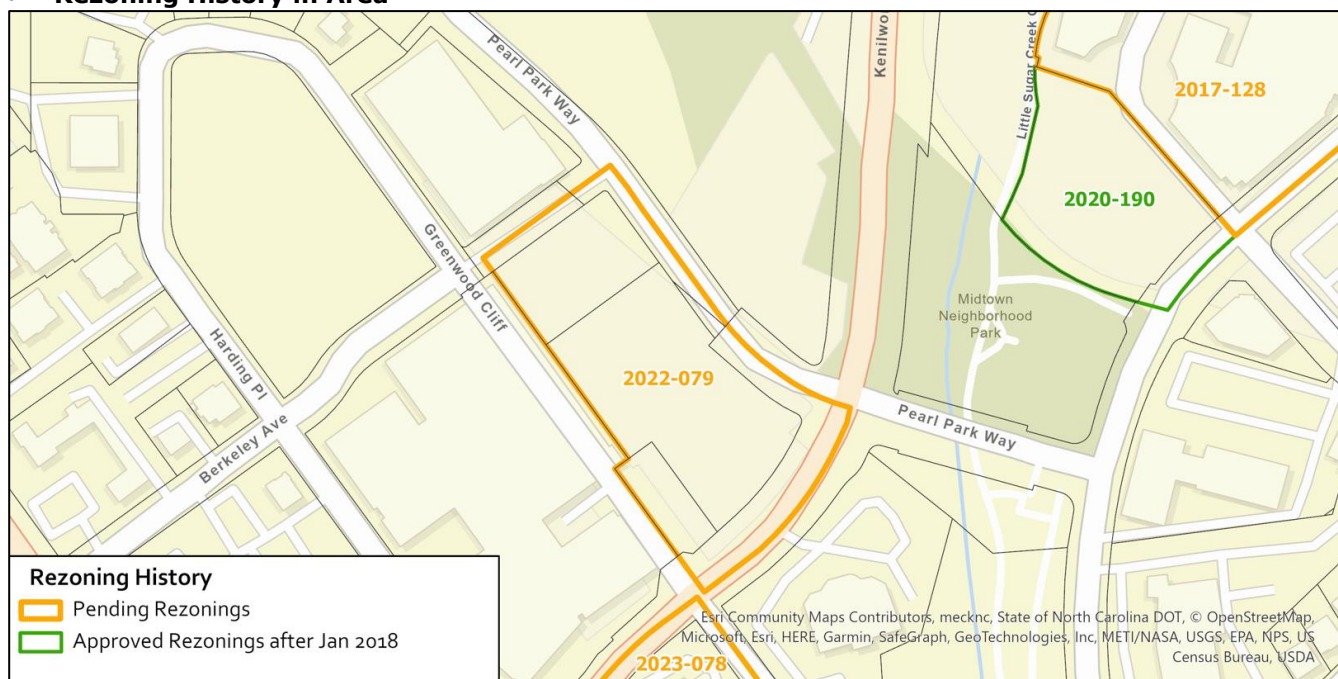 Rezoning History in Area
Pearl Park Way
Kenilwor
Little Sugar Creek
2017-128
2020-190
Greenwood Cliff
Midtown
Neighborhood
Park
Harding Pl
2022-079
Pearl Park Way
Berkeley Ave
Rezoning History
Pending Rezonings
Approved Rezonings after Jan 2018
Esri Community Maps Contributors, mecknc, State of North Carolina DOT, © OpenStreetMap,
Microsoft, Esri, HERE, Garmin, SafeGraph, GeoTechnologies, Inc, METI/NASA, USGS, EPA, NPS, US
Census Bureau, USDA
2023-078